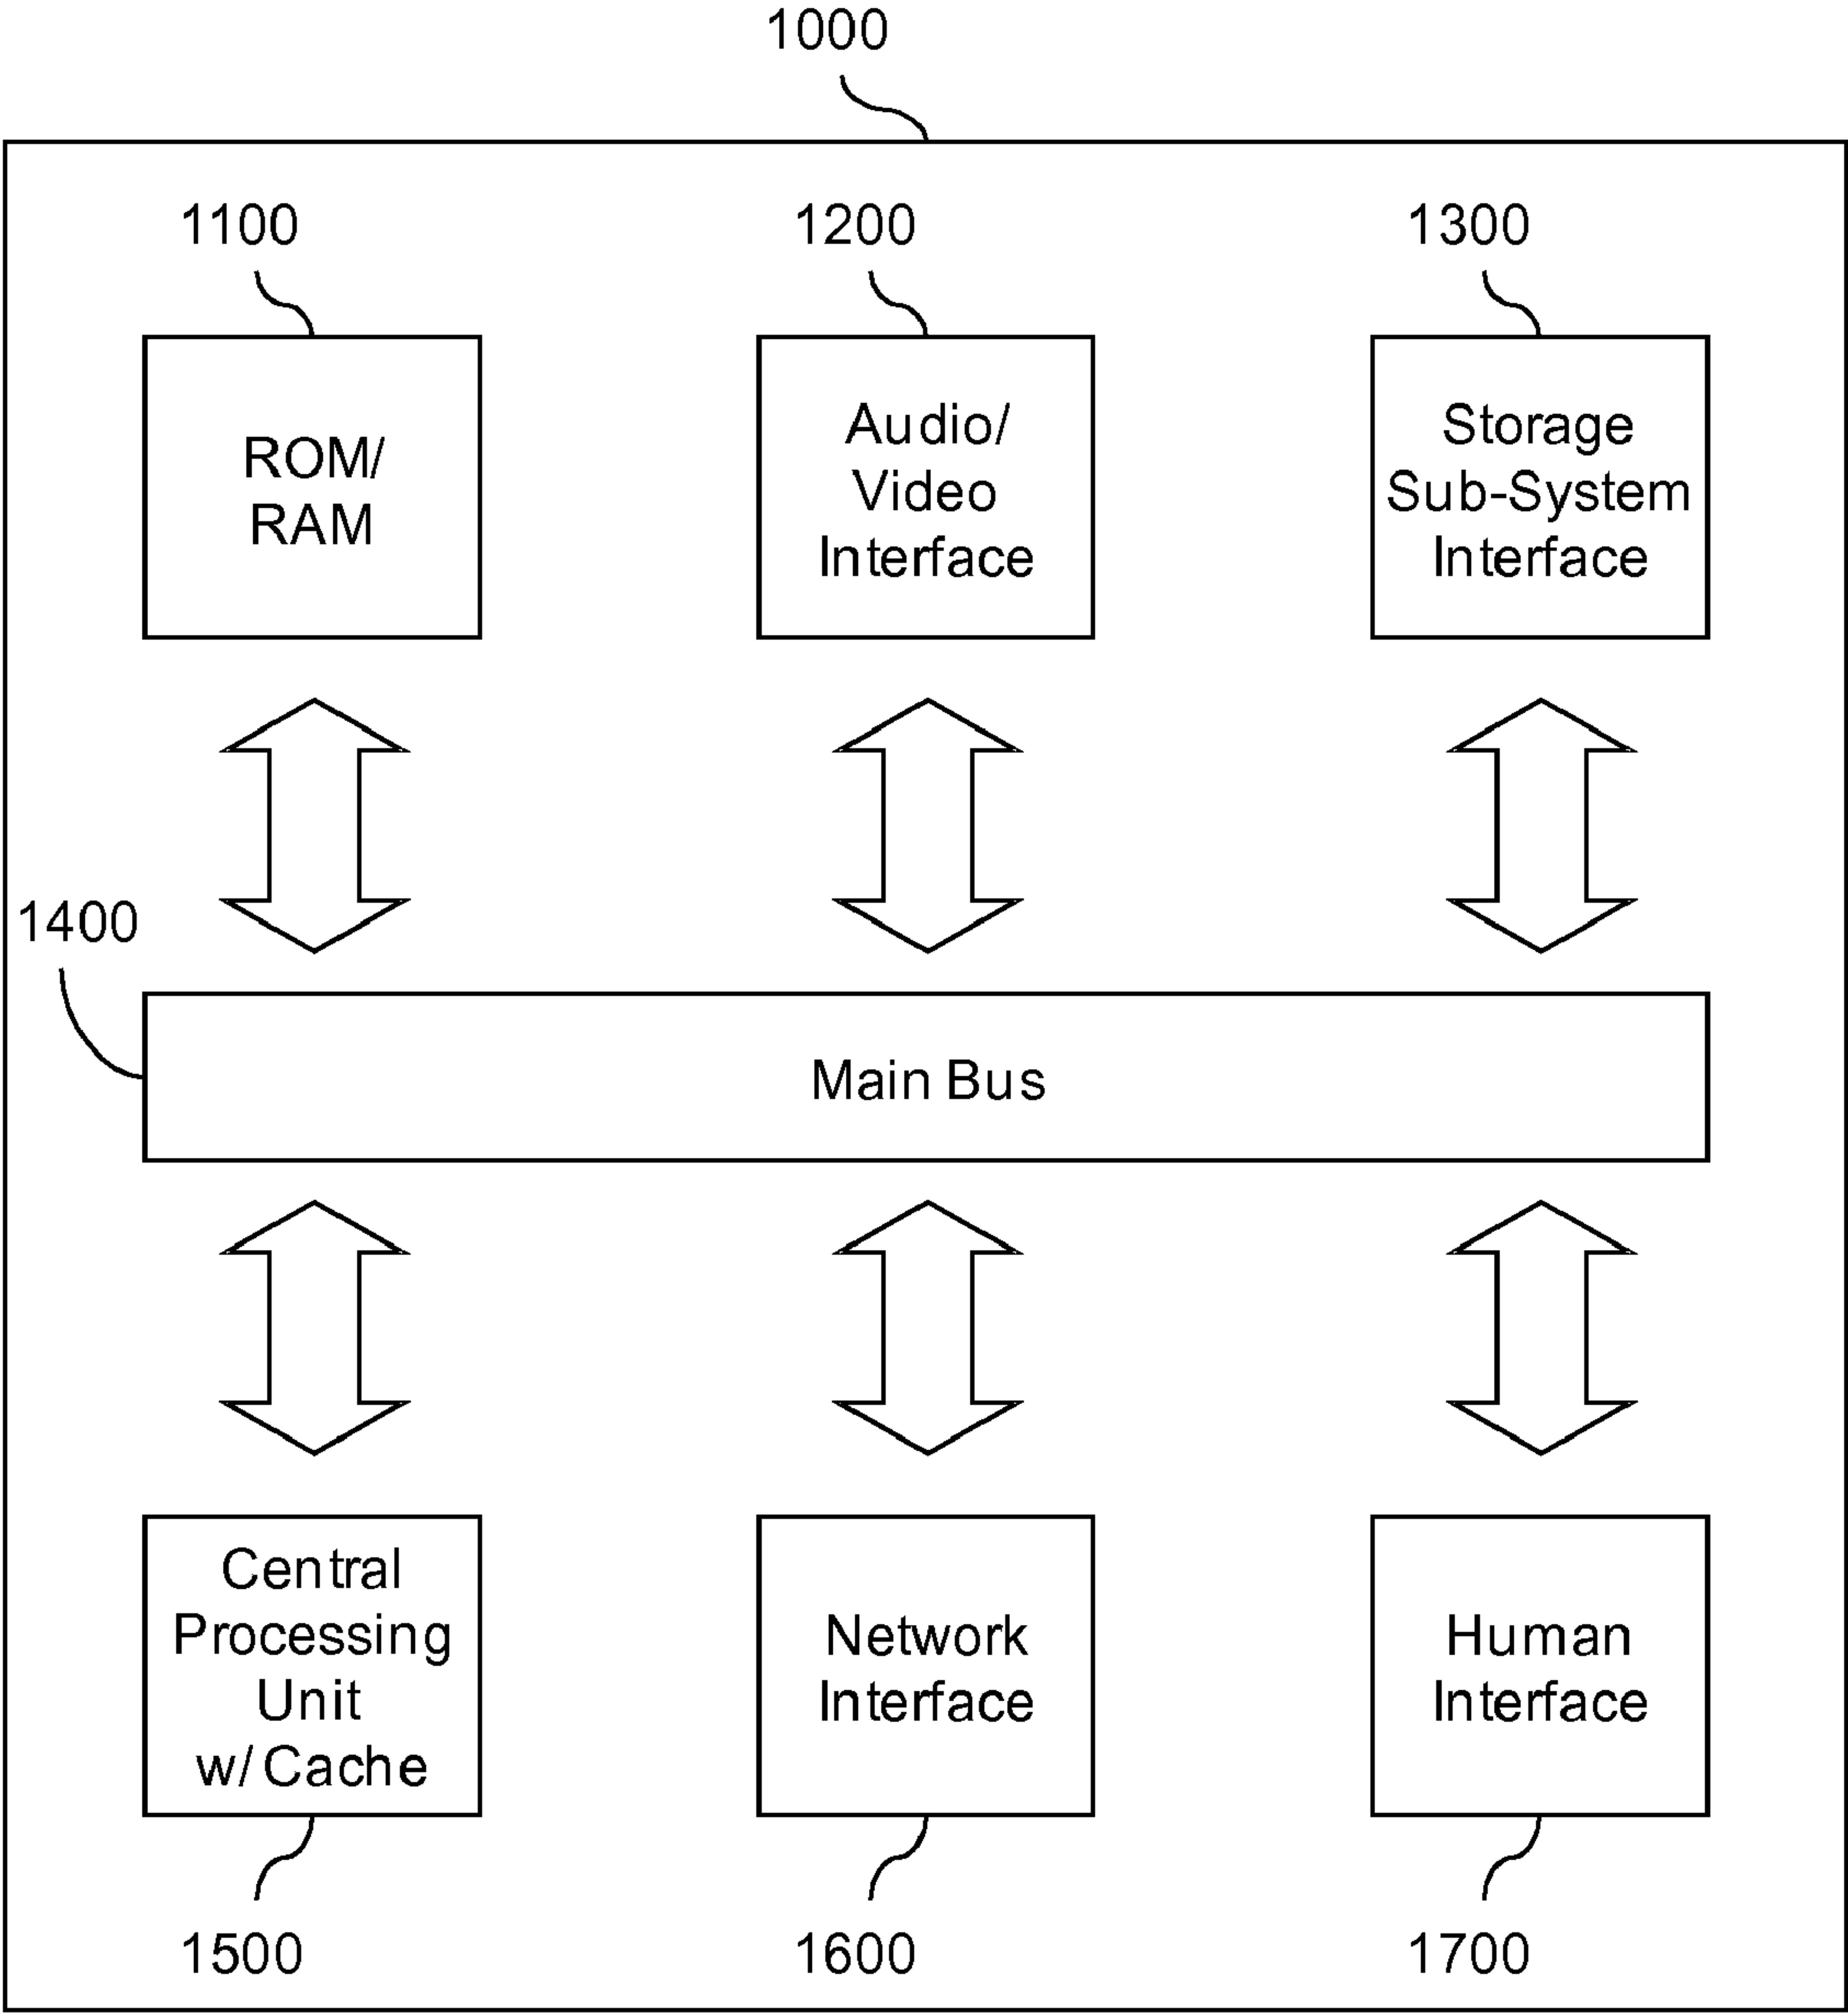 1000
1100
1200
1300
ROM/
RAM
Audio/
Video
Interface
Storage
Sub-System
Interface
1400
Main Bus
Central
Processing
Unit
w/ Cache
Network
Interface
Human
Interface
1500
1600
1700